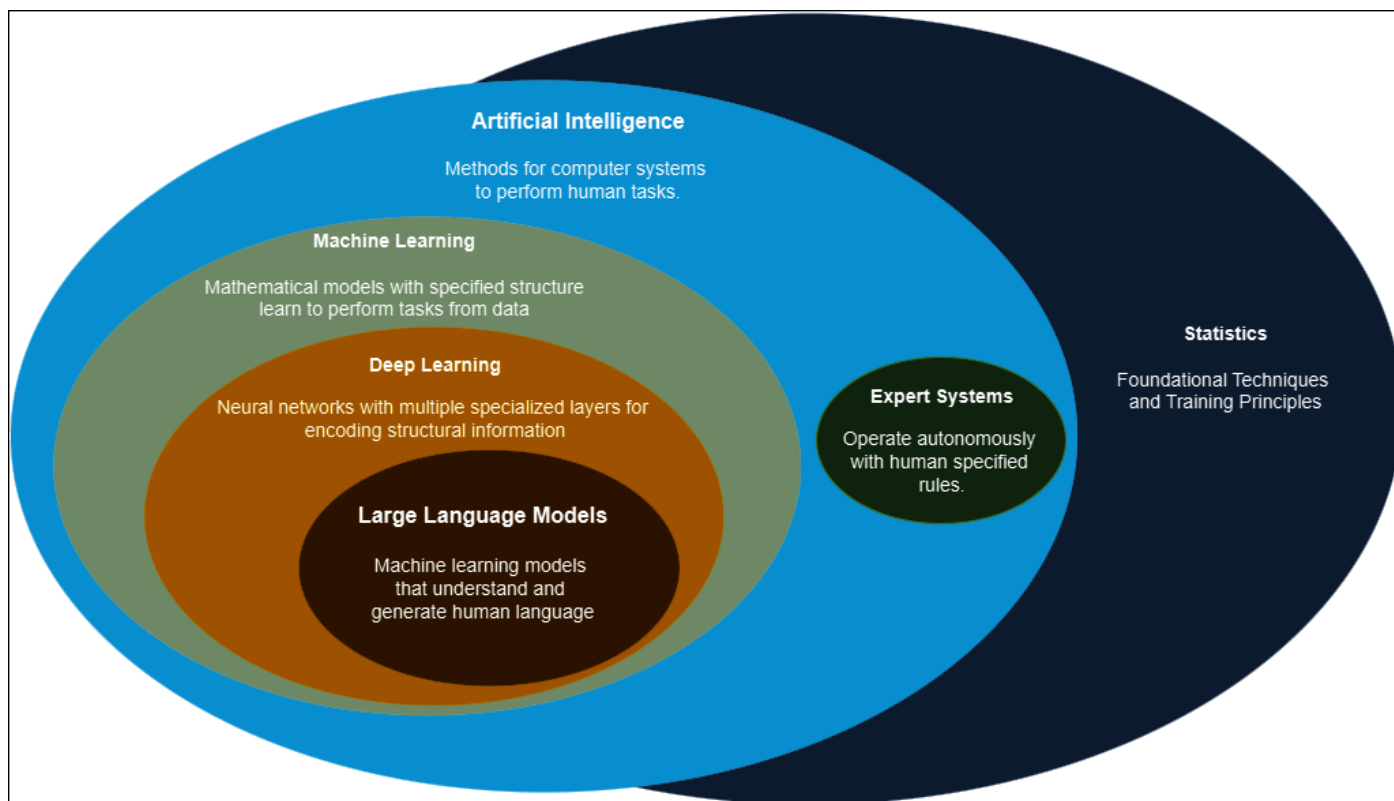 Artificial Intelligence
Methods for computer systems
to perform human tasks.
Machine Learning
Mathematical models with specified structure
learn to perform tasks from data
Deep Learning
Neural networks with multiple specialized layers for
encoding structural information
Large Language Models
Machine learning models
that understand and
generate human language
Expert Systems
Operate autonomously
with human specified
rules.
Statistics
Foundational Techniques
and Training Principles